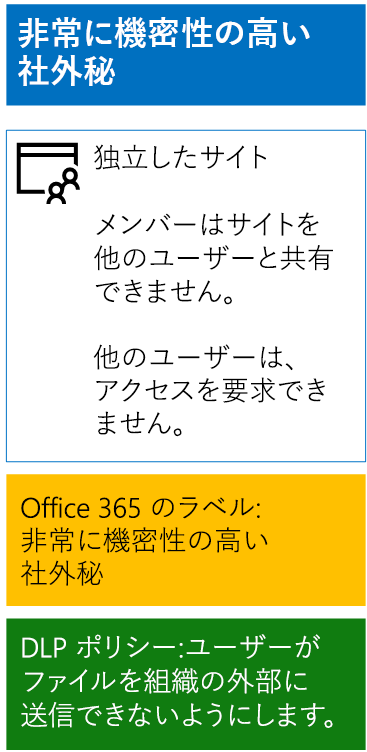 非常に機密性の高い
社外秘
独立したサイト
メンバーはサイトを
他のユーザーと共有
できません。
他のユーザーは、
アクセスを要求でき
ません。
Office 365 のラベル:
非常に機密性の高い
社外秘
DLP ポリシー:ユーザーが
ファイルを組織の外部に
送信できないようにします。